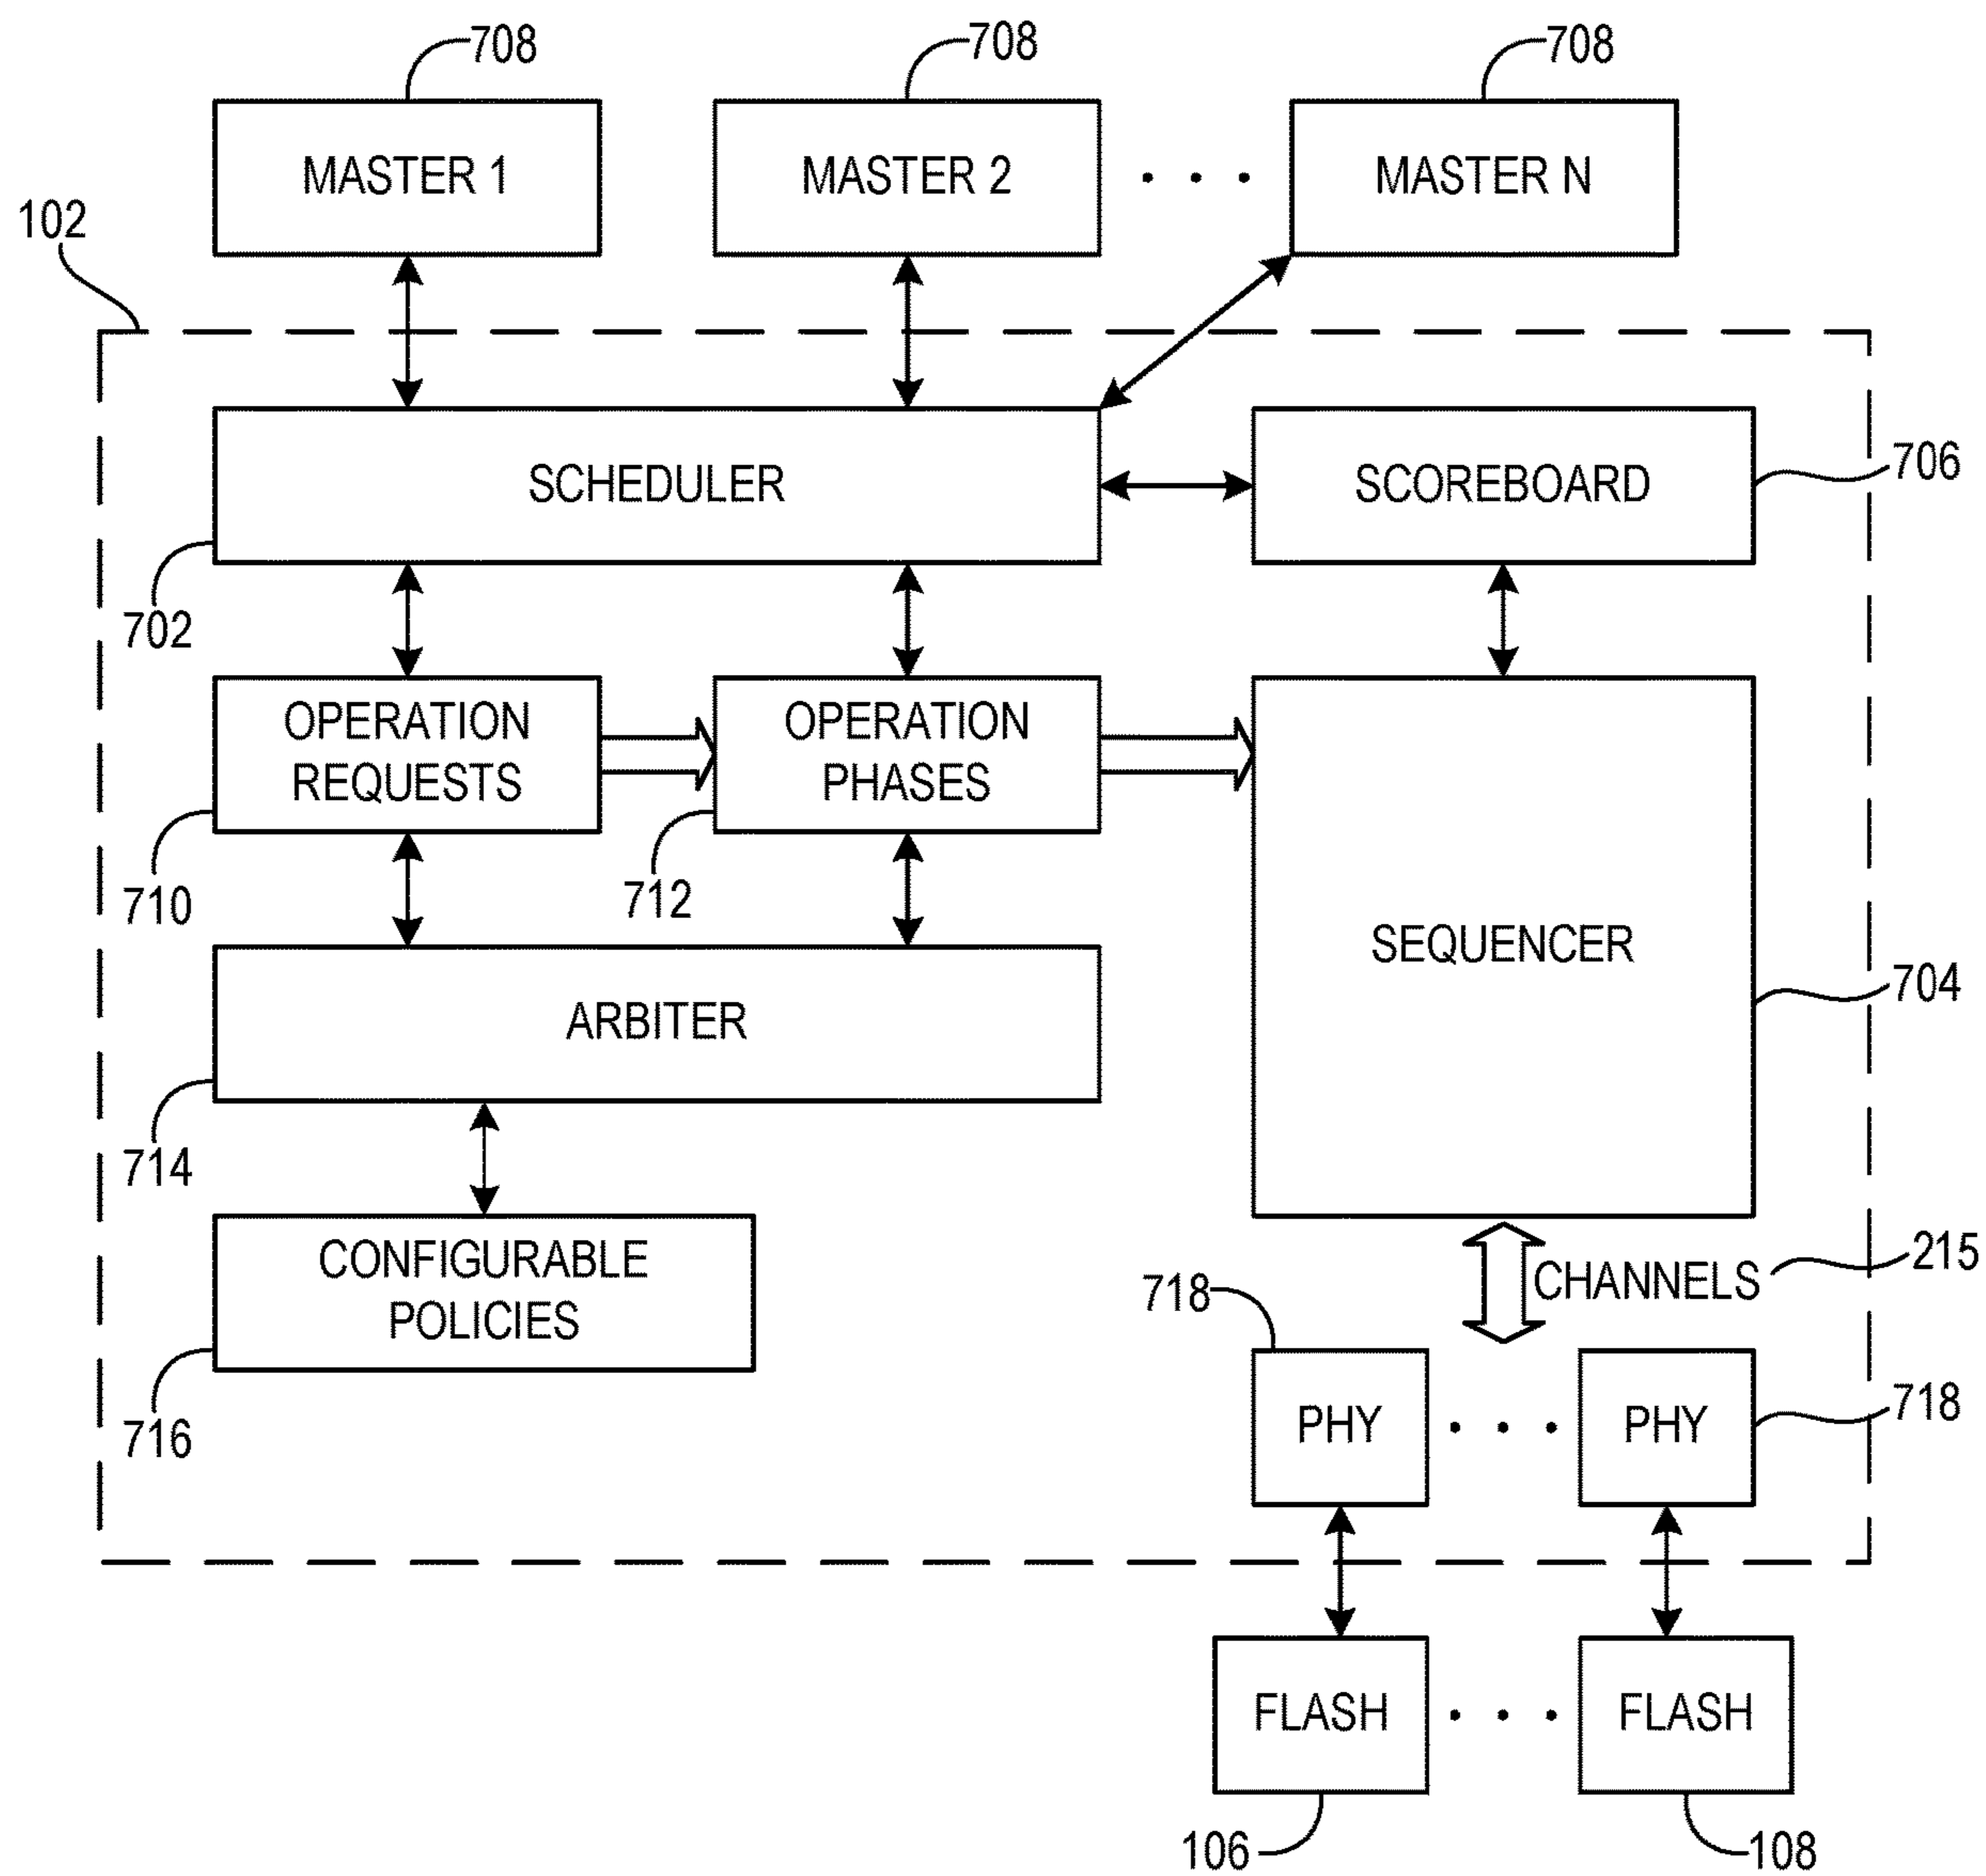 708
708
708
MASTER 1
MASTER 2
. . .
MASTER N
102
SCHEDULER
SCOREBOARD
706
702
OPERATION
REQUESTS
OPERATION
PHASES
710
712
SEQUENCER
704
ARBITER
714
CONFIGURABLE
POLICIES
716
CHANNELS
215
718
PHY
. . .
PHY
718
FLASH
. . .
FLASH
106
108